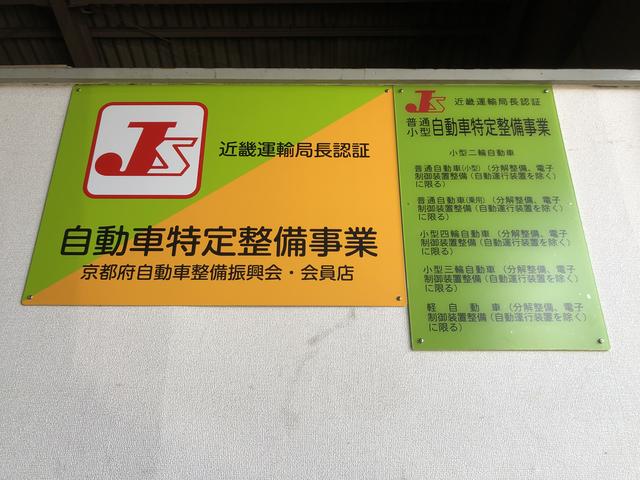 JS
近畿運輸局長認証
自動車特定整備事業
京都府自動車整備振興会・会員店
JS 近畿運輸局長認証
普通
小型 自動車特定整備事業
小型二輪自動車
普通自動車(小型)（分解整備、電子
制御装置整備（自動運行装置を除く）
に限る）
普通自動車(乗用)（分解整備、電子
制御装置整備（自動運行装置を除く）
に限る）
小型四輪自動車（分解整備、電子
制御装置整備（自動運行装置を除く）
に限る）
小型三輪自動車（分解整備、電子
制御装置整備（自動運行装置を除く）
に限る）
軽自動車（分解整備、電子
制御装置整備（自動運行装置を除く）
に限る）